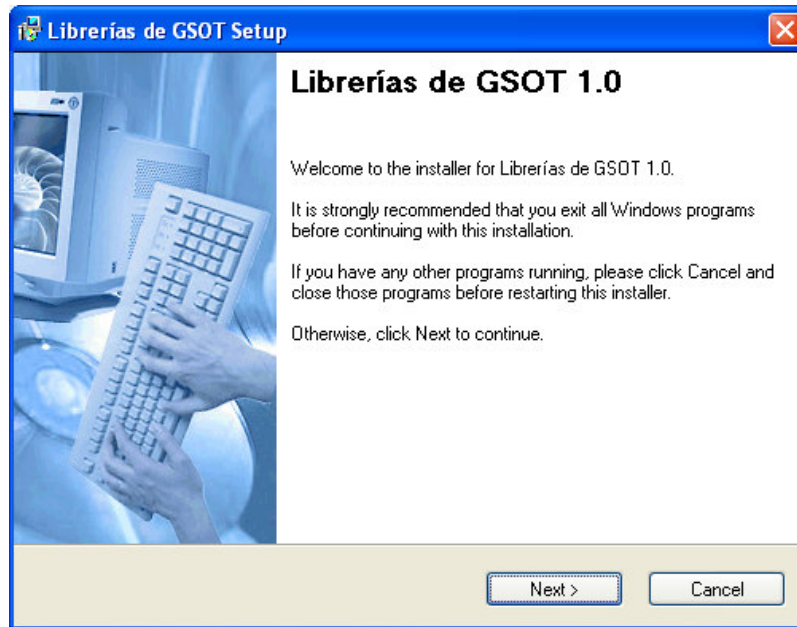 Librerías de GSOT Setup
Librerías de GSOT 1.0
Welcome to the installer for Librerías de GSOT 1.0.
It is strongly recommended that you exit all Windows programs
before continuing with this installation.
If you have any other programs running, please click Cancel and
close those programs before restarting this installer.
Otherwise, click Next to continue.
Next >
Cancel